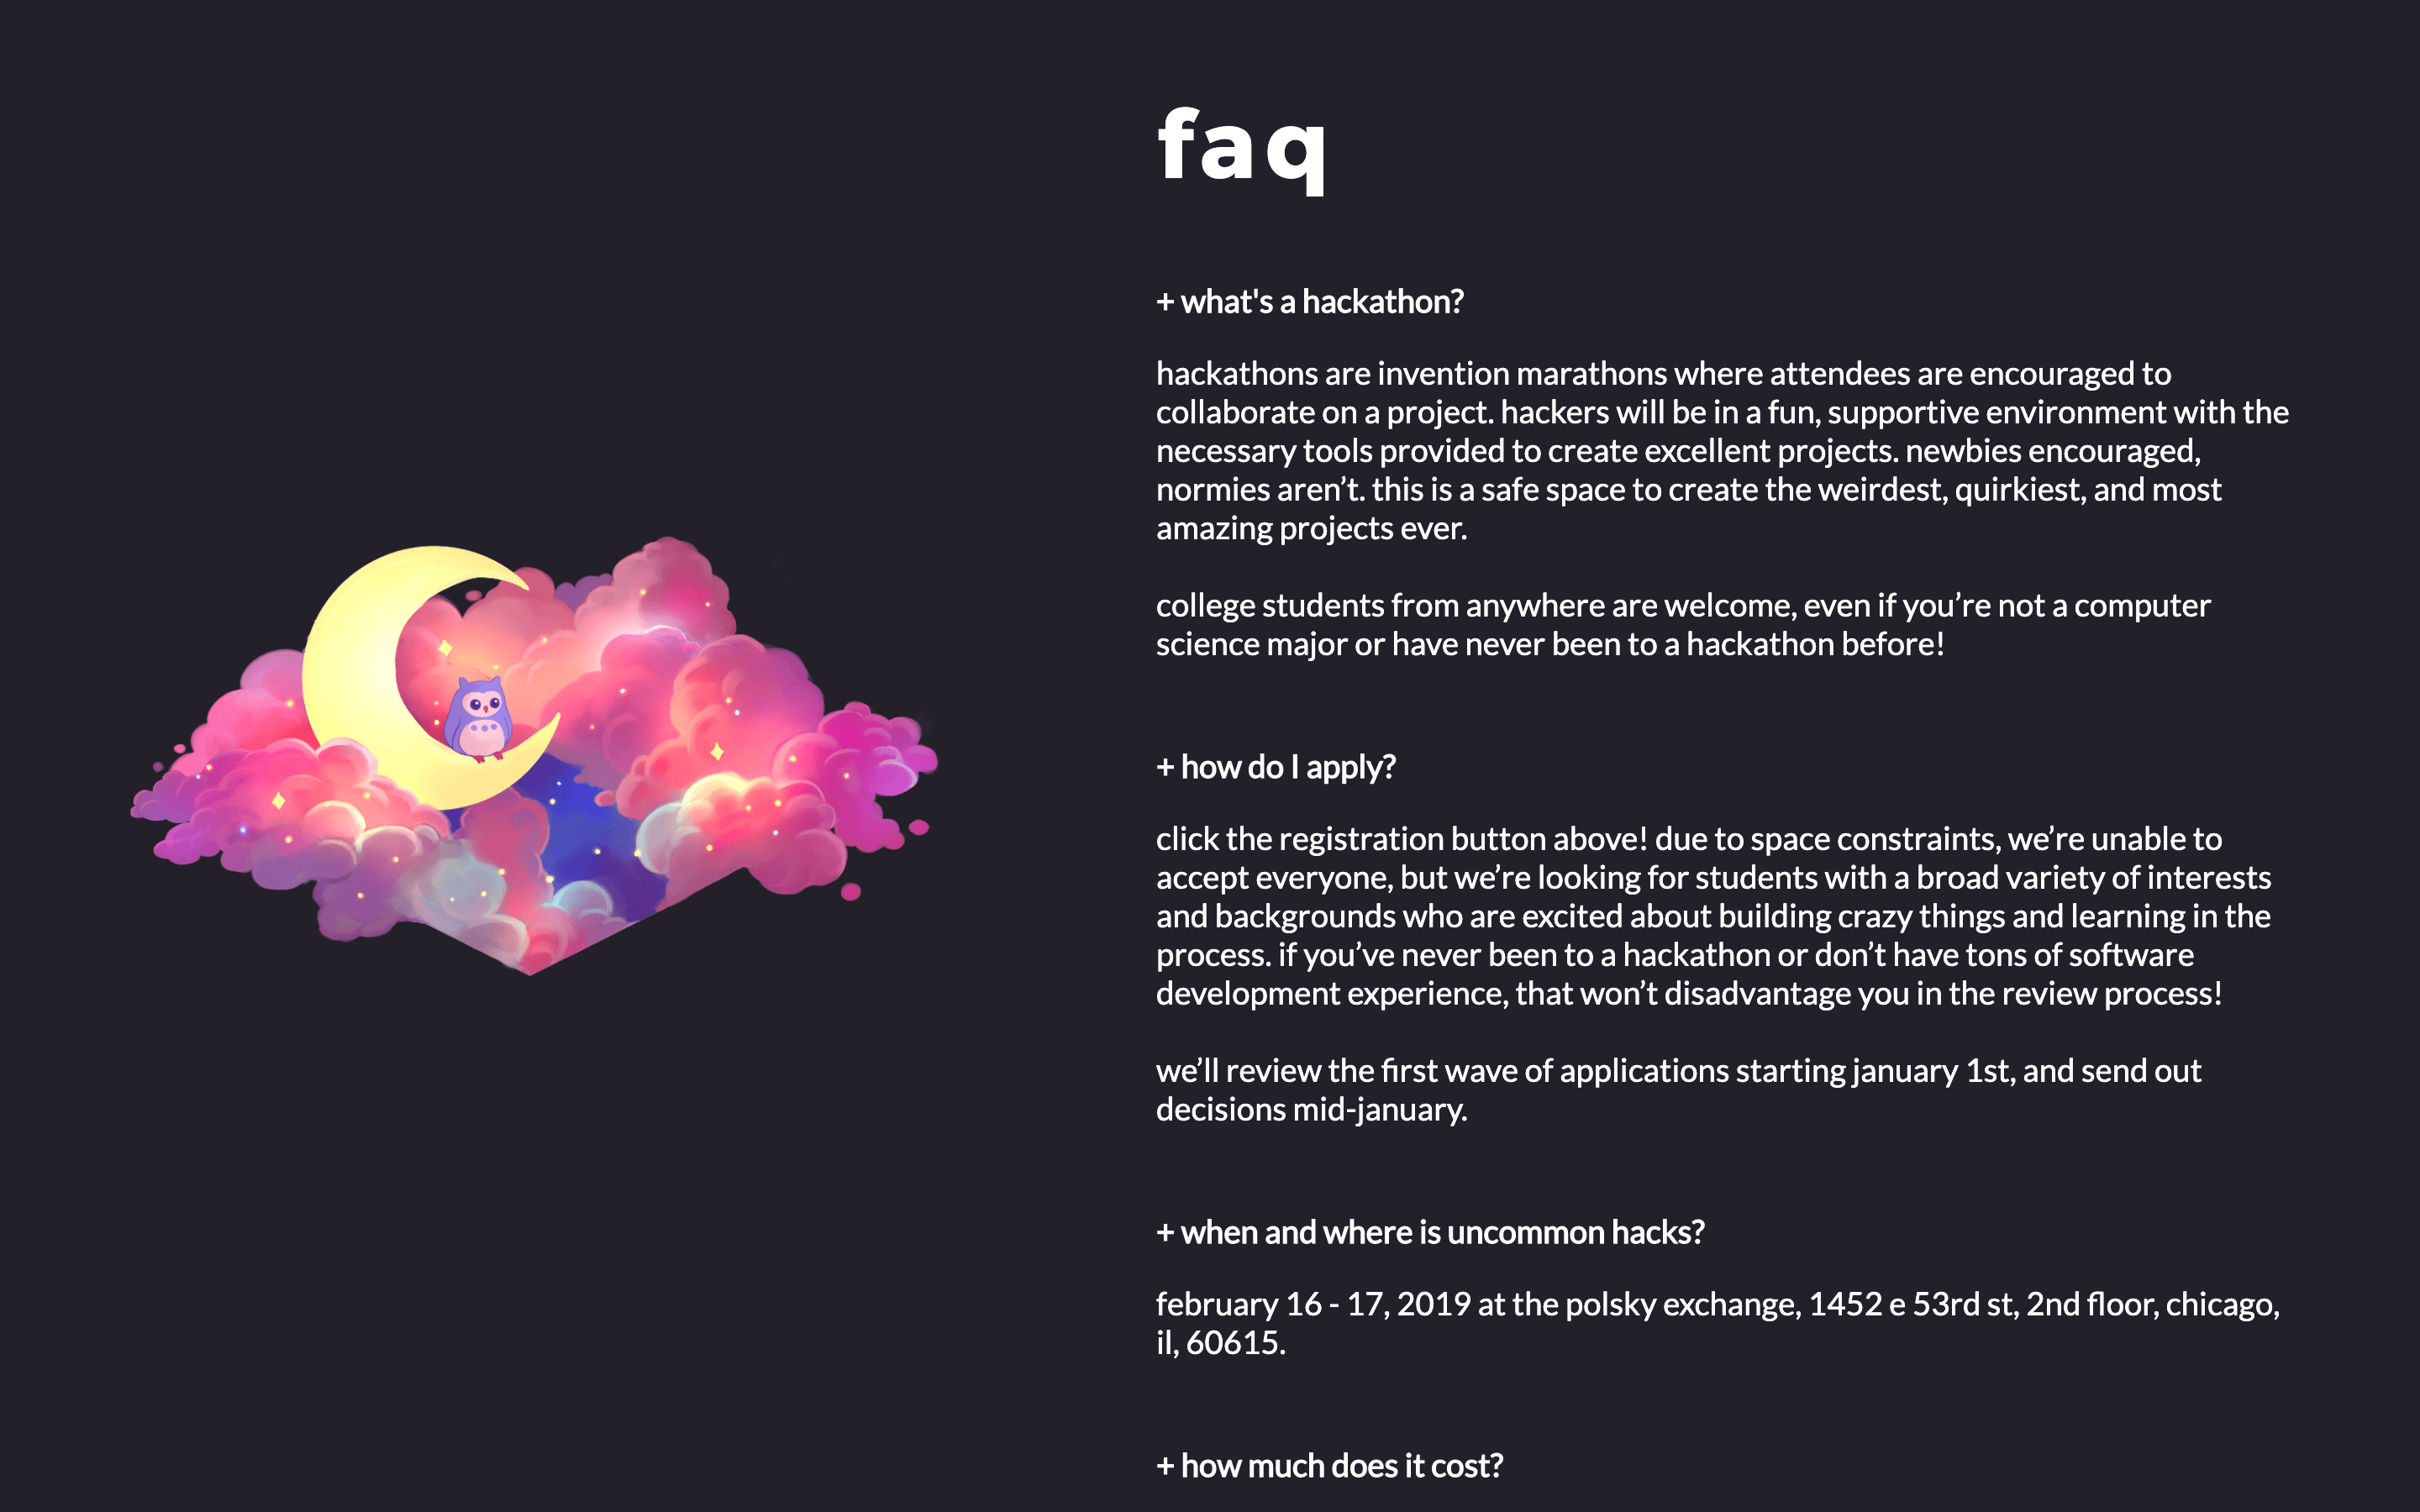 faq
+ what's a hackathon?
hackathons are invention marathons where attendees are encouraged to
collaborate on a project. hackers will be in a fun, supportive environment with the
necessary tools provided to create excellent projects. newbies encouraged,
normies aren’t. this is a safe space to create the weirdest, quirkiest, and most
amazing projects ever.
college students from anywhere are welcome, even if you’re not a computer
science major or have never been to a hackathon before!
+ how do I apply?
click the registration button above! due to space constraints, we’re unable to
accept everyone, but we’re looking for students with a broad variety of interests
and backgrounds who are excited about building crazy things and learning in the
process. if you’ve never been to a hackathon or don’t have tons of software
development experience, that won’t disadvantage you in the review process!
we’ll review the first wave of applications starting january 1st, and send out
decisions mid-january.
+ when and where is uncommon hacks?
february 16 - 17, 2019 at the polsky exchange, 1452 e 53rd st, 2nd floor, chicago,
il, 60615.
+ how much does it cost?